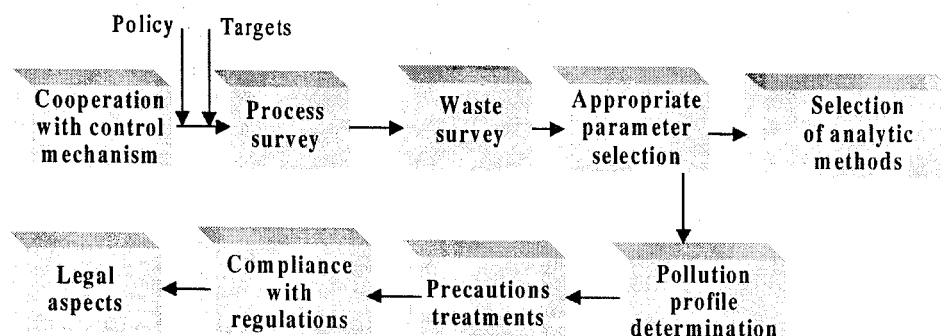 Policy
Targets
Cooperation
with control
mechanism
Process
survey
Waste
survey
Appropriate
parameter
selection
Selection
of analytic
methods
Legal
aspects
Compliance
with
regulations
Precautions
treatments
Pollution
profile
determination